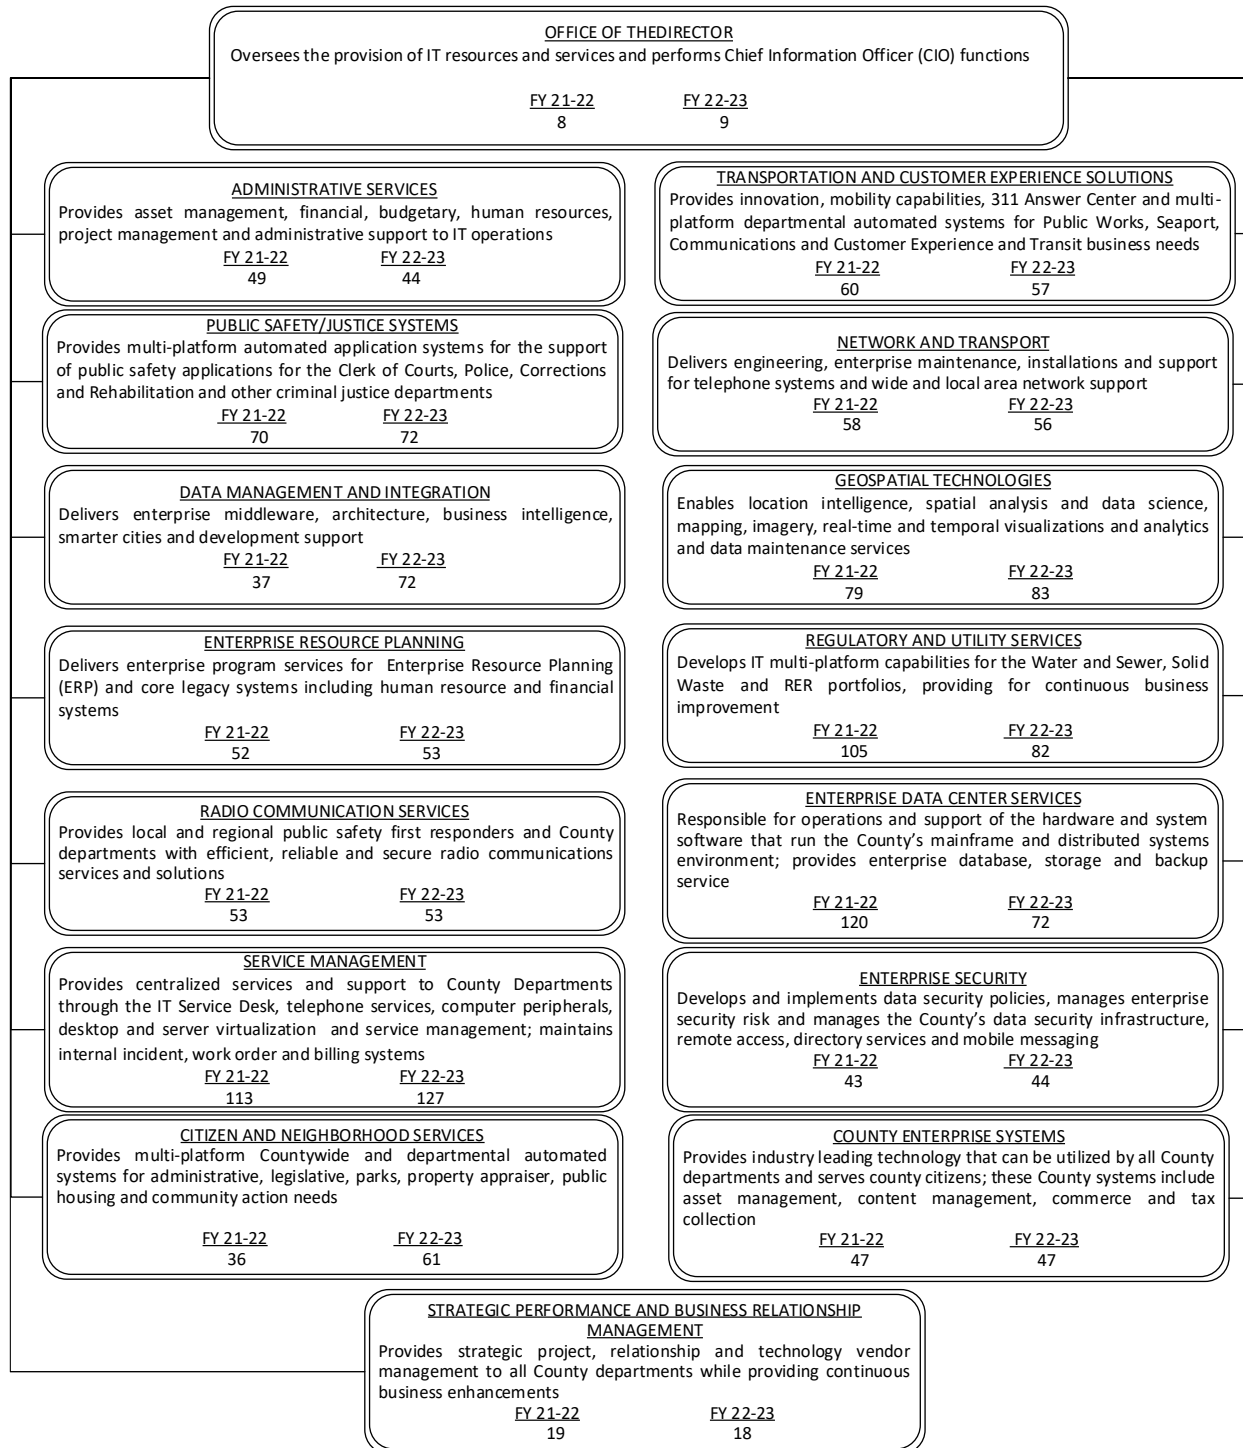 OFFICE OF THEDIRECTOR
Oversees the provision of IT resources and services and performs Chief Information Officer (CIO) functions
FY 21-22 FY 22-23
8 9
ADMINISTRATIVE SERVICES
Provides asset management, financial, budgetary, human resources,
project management and administrative support to IT operations
FY 21-22 FY 22-23
49 44
TRANSPORTATION AND CUSTOMER EXPERIENCE SOLUTIONS
Provides innovation, mobility capabilities, 311 Answer Center and multi-
platform departmental automated systems for Public Works, Seaport,
Communications and Customer Experience and Transit business needs
FY 21-22 FY 22-23
60 57
PUBLIC SAFETY/JUSTICE SYSTEMS
Provides multi-platform automated application systems for the support
of public safety applications for the Clerk of Courts, Police, Corrections
and Rehabilitation and other criminal justice departments
FY 21-22 FY 22-23
70 72
NETWORK AND TRANSPORT
Delivers engineering, enterprise maintenance, installations and support
for telephone systems and wide and local area network support
FY 21-22 FY 22-23
58 56
DATA MANAGEMENT AND INTEGRATION
Delivers enterprise middleware, architecture, business intelligence,
smarter cities and development support
FY 21-22 FY 22-23
37 72
GEOSPATIAL TECHNOLOGIES
Enables location intelligence, spatial analysis and data science,
mapping, imagery, real-time and temporal visualizations and analytics
and data maintenance services
FY 21-22 FY 22-23
79 83
ENTERPRISE RESOURCE PLANNING
Delivers enterprise program services for Enterprise Resource Planning
(ERP) and core legacy systems including human resource and financial
systems
FY 21-22 FY 22-23
52 53
REGULATORY AND UTILITY SERVICES
Develops IT multi-platform capabilities for the Water and Sewer, Solid
Waste and RER portfolios, providing for continuous business
improvement
FY 21-22 FY 22-23
105 82
RADIO COMMUNICATION SERVICES
Provides local and regional public safety first responders and County
departments with efficient, reliable and secure radio communications
services and solutions
FY 21-22 FY 22-23
53 53
ENTERPRISE DATA CENTER SERVICES
Responsible for operations and support of the hardware and system
software that run the County's mainframe and distributed systems
environment; provides enterprise database, storage and backup
service
FY 21-22 FY 22-23
120 72
SERVICE MANAGEMENT
Provides centralized services and support to County Departments
through the IT Service Desk, telephone services, computer peripherals,
desktop and server virtualization and service management; maintains
internal incident, work order and billing systems
FY 21-22 FY 22-23
113 127
ENTERPRISE SECURITY
Develops and implements data security policies, manages enterprise
security risk and manages the County's data security infrastructure,
remote access, directory services and mobile messaging
FY 21-22 FY 22-23
43 44
CITIZEN AND NEIGHBORHOOD SERVICES
Provides multi-platform Countywide and departmental automated
systems for administrative, legislative, parks, property appraiser, public
housing and community action needs
FY 21-22 FY 22-23
36 61
COUNTY ENTERPRISE SYSTEMS
Provides industry leading technology that can be utilized by all County
departments and serves county citizens; these County systems include
asset management, content management, commerce and tax
collection
FY 21-22 FY 22-23
47 47
STRATEGIC PERFORMANCE AND BUSINESS RELATIONSHIP
MANAGEMENT
Provides strategic project, relationship and technology vendor
management to all County departments while providing continuous
business enhancements
FY 21-22 FY 22-23
19 18